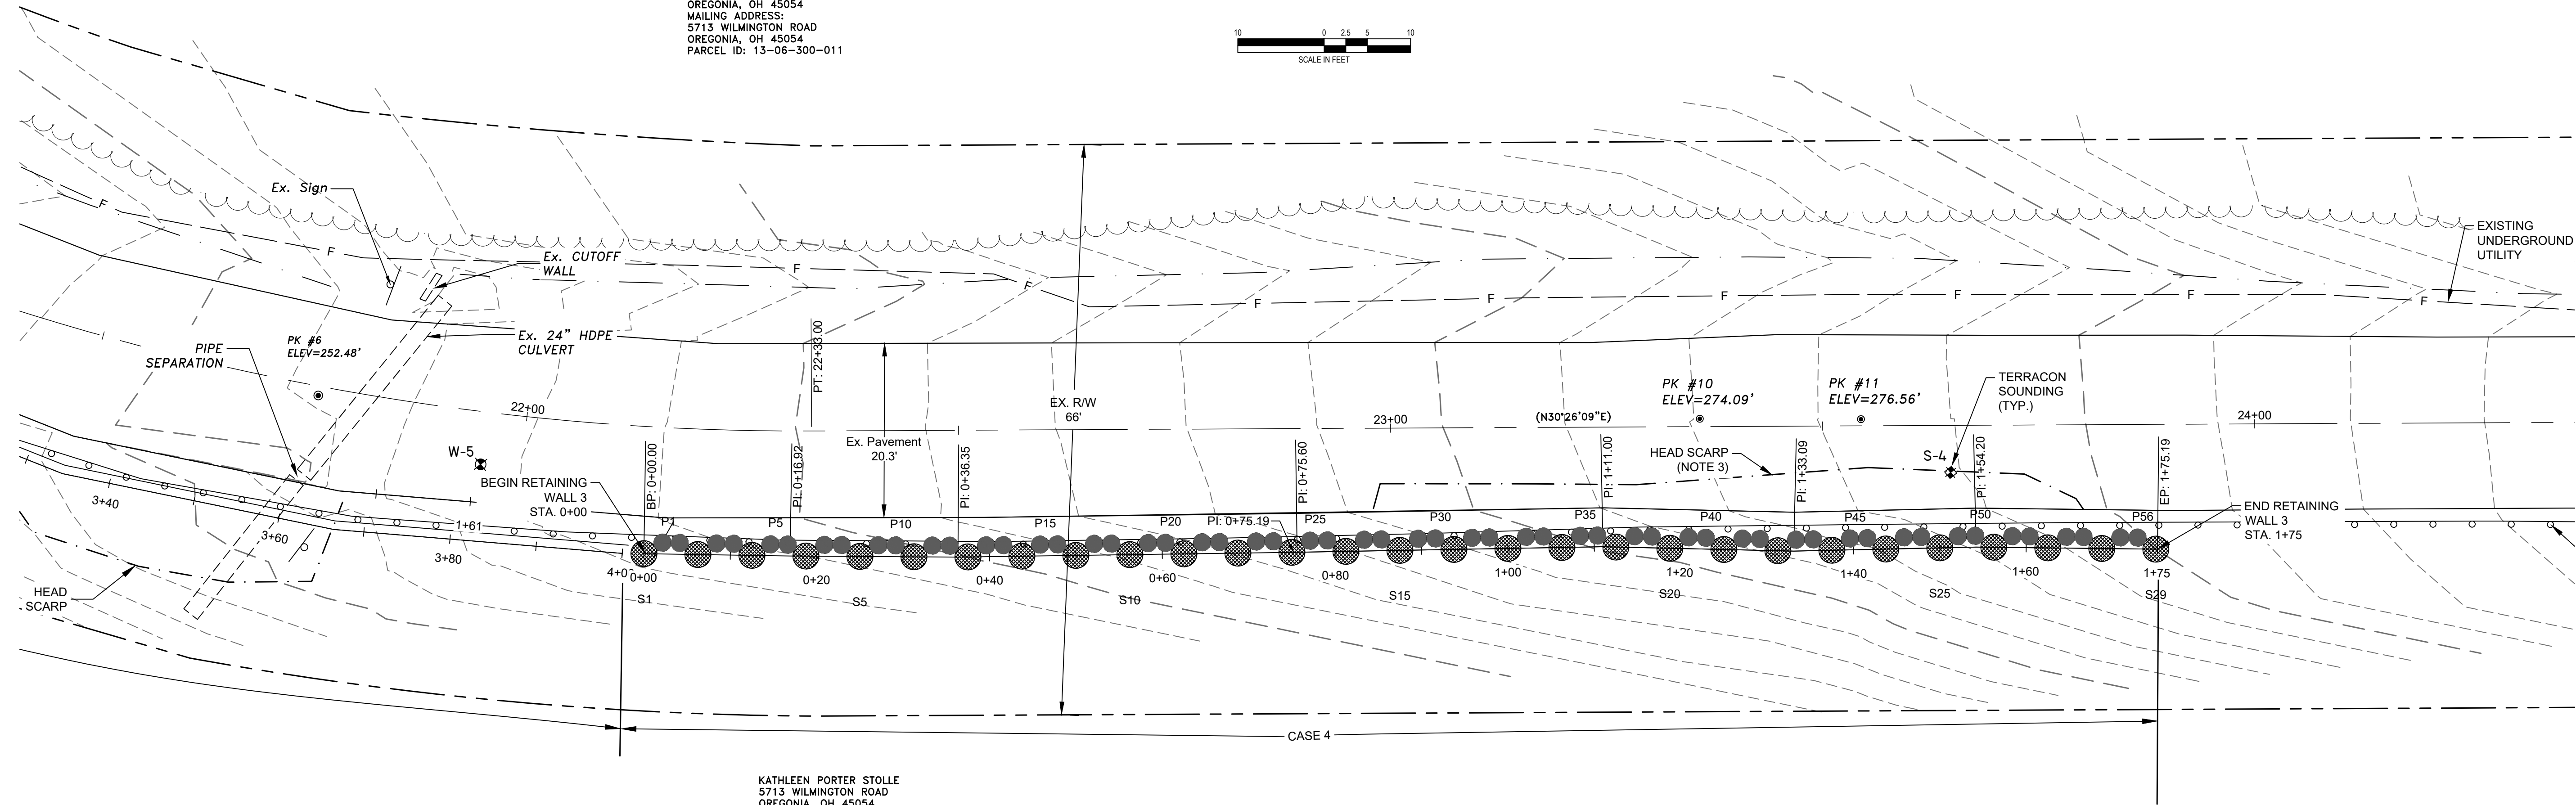 OREGONIA, OH 45054
MAILING ADDRESS:
5713 WILMINGTON ROAD
OREGONIA, OH 45054
PARCEL ID: 13-06-300-011
10 0 2.5 5 10
SCALE IN FEET
Ex. Sign
Ex. CUTOFF
WALL
Ex. 24" HDPE
CULVERT
PIPE
SEPARATION
PK #6
ELEV=252.48'
F
F
F
F
F
F
F
F
F
F
EXISTING
UNDERGROUND
UTILITY
PT: 22+33.00
22+00
23+00
24+00
EX. R/W
66'
Ex. Pavement
20.3'
(N30°26'09"E)
PK #10
ELEV=274.09'
PK #11
ELEV=276.56'
TERRACON
SOUNDING
(TYP.)
HEAD SCARP
(NOTE 3)
S-4
W-5
BEGIN RETAINING
WALL 3
STA. 0+00
BP: 0+00.00
PI: 0+16.92
PI: 0+36.35
PI: 0+75.60
PI: 0+75.19
PI: 1+11.00
PI: 1+33.09
PI: 1+54.20
EP: 1+75.19
END RETAINING
WALL 3
STA. 1+75
P1 P5 P10 P15 P20 P25 P30 P35 P40 P45 P50 P56
3+40
3+60
3+80
1+61
0+00 0+20 0+40 0+60 0+80 1+00 1+20 1+40 1+60 1+75
S1 S5 S10 S15 S20 S25 S29
HEAD
SCARP
CASE 4
KATHLEEN PORTER STOLLE
5713 WILMINGTON ROAD
OREGONIA, OH 45054